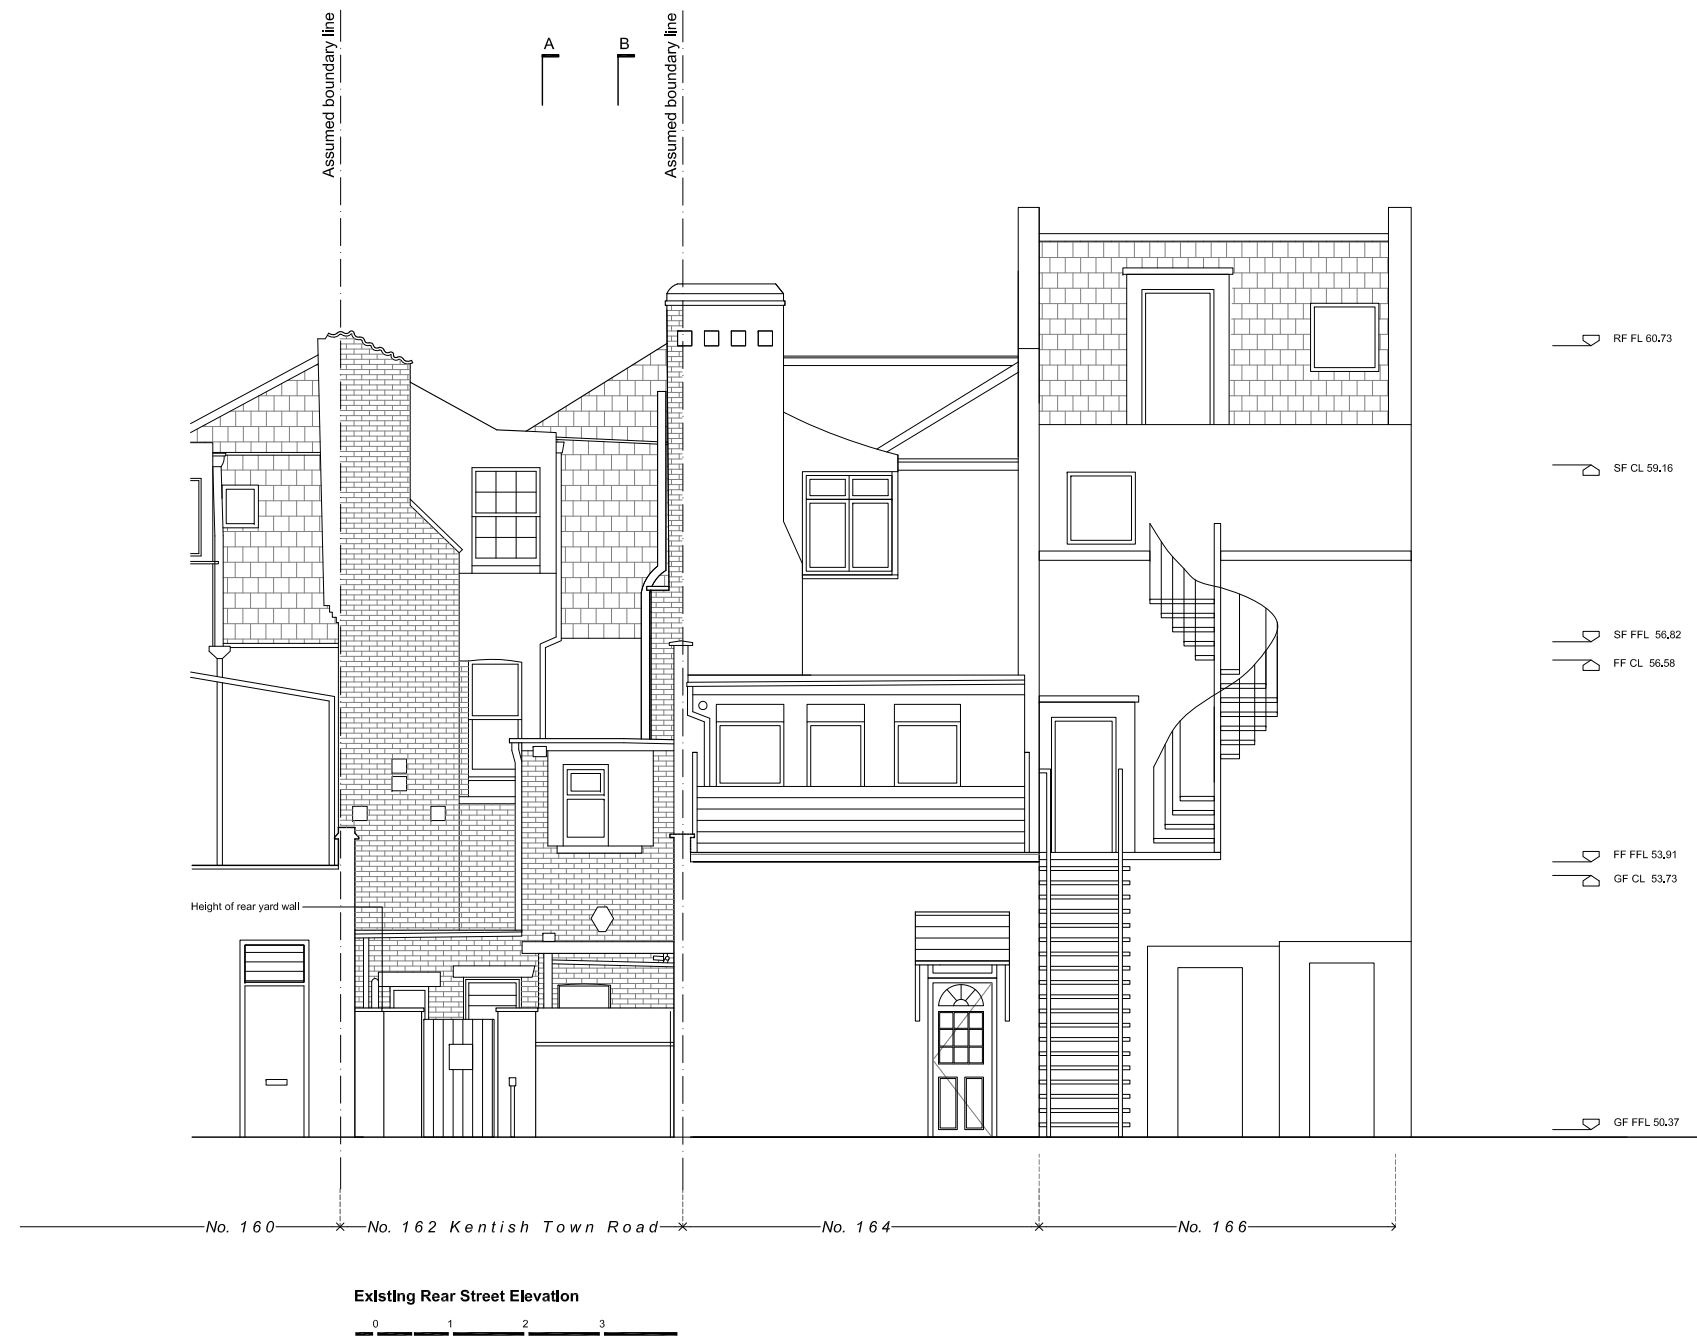 Assumed boundary line
A
B
Assumed boundary line
RF FL 60.73
SF CL 59.16
SF FFL 56.82
FF CL 56.58
FF FFL 53.91
GF CL 53.73
Height of rear yard wall
GF FFL 50.37
No. 160
No. 162 Kentish Town Road
No. 164
No. 166
Existing Rear Street Elevation
0 1 2 3